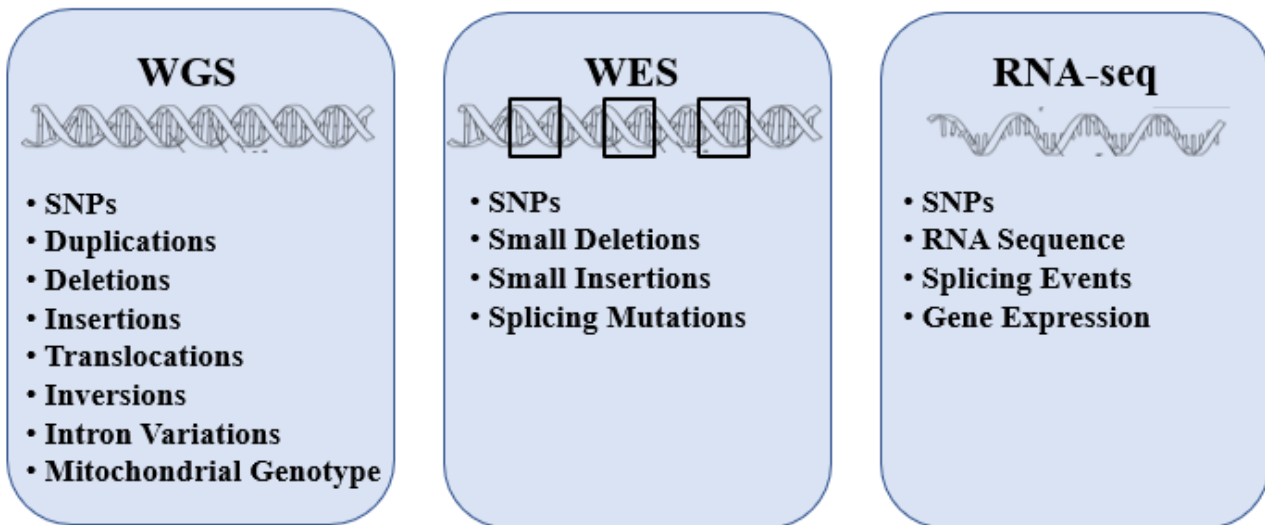 WGS
• SNPs
• Duplications
• Deletions
• Insertions
• Translocations
• Inversions
• Intron Variations
• Mitochondrial Genotype
WES
• SNPs
• Small Deletions
• Small Insertions
• Splicing Mutations
RNA-seq
• SNPs
• RNA Sequence
• Splicing Events
• Gene Expression